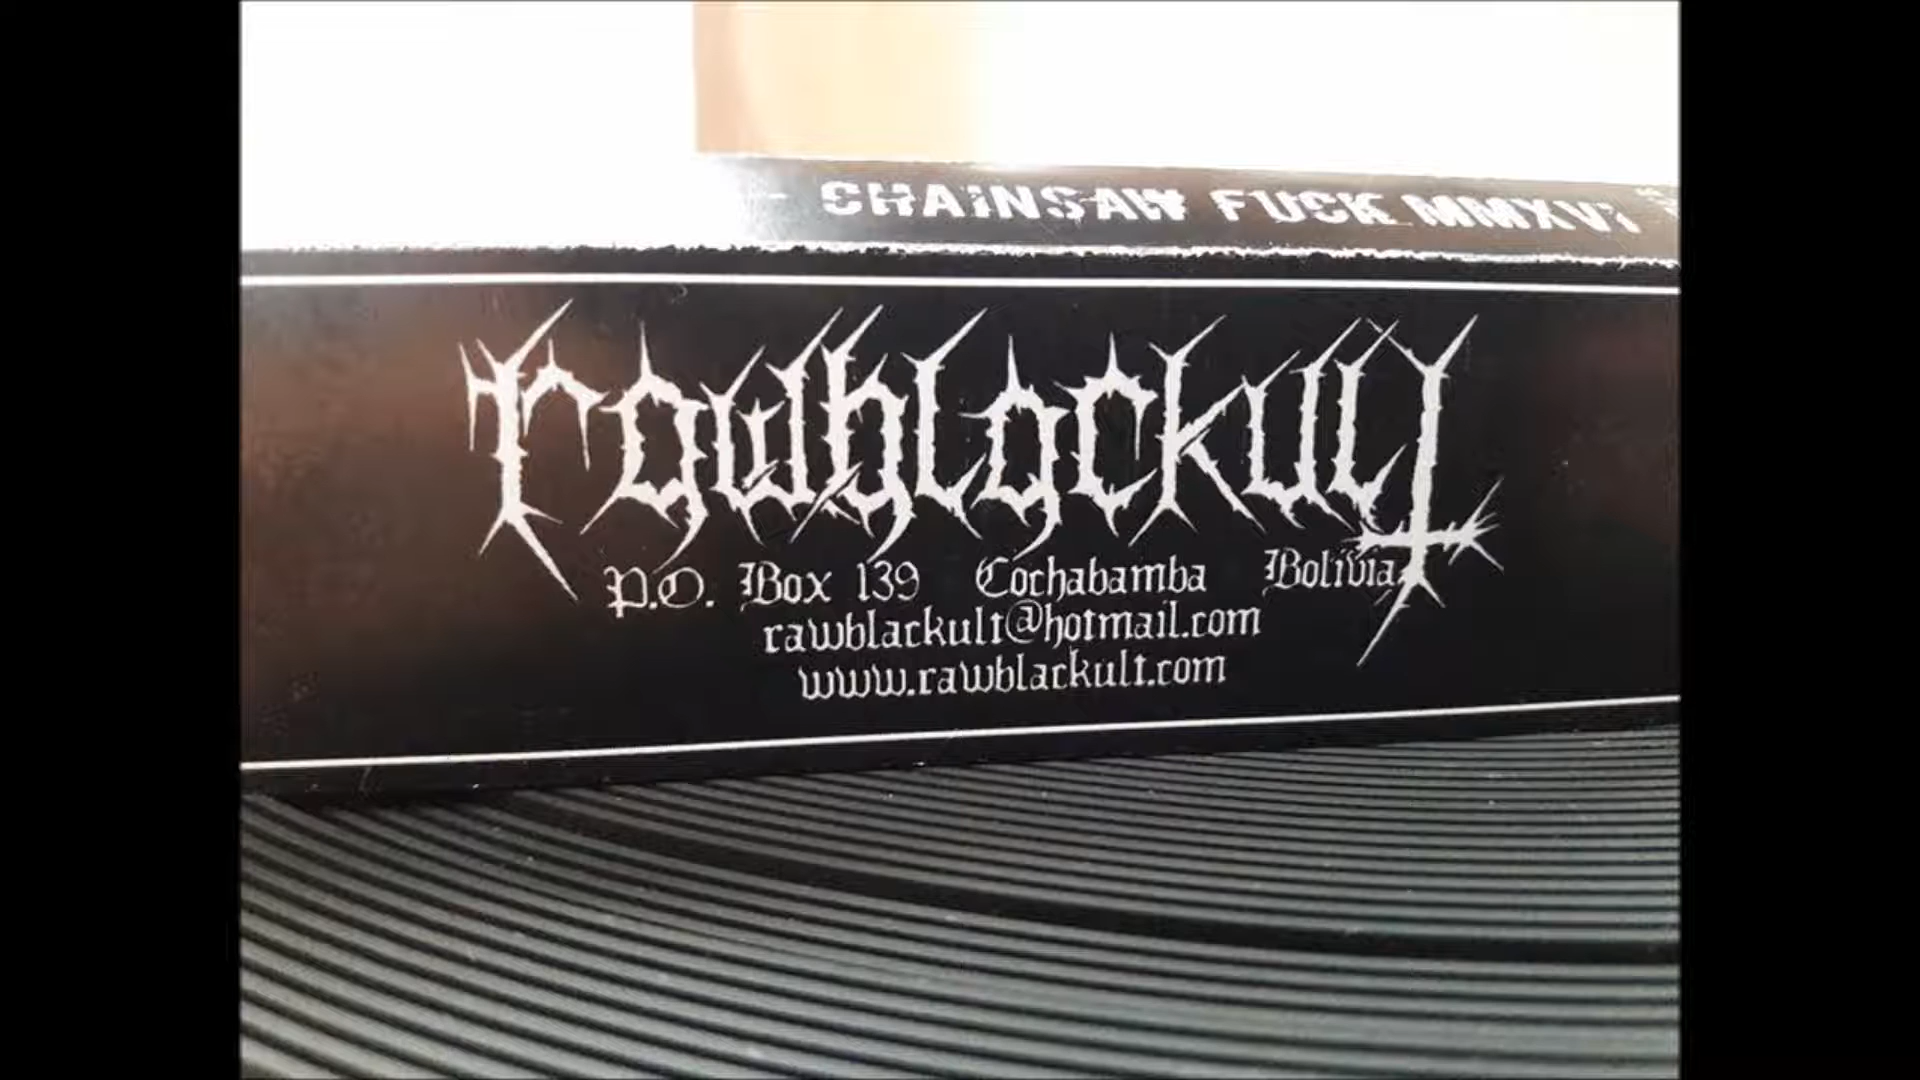 CHAINSAW FUCK MMXVI
rawblackult
P.O. Box 139 Cochabamba Bolivia
rawblackult@hotmail.com
www.rawblackult.com